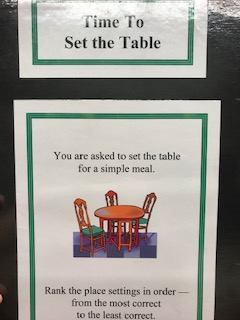 Time To
Set the Table
You are asked to set the table
for a simple meal.
Rank the place settings in order —
from the most correct
to the least correct.